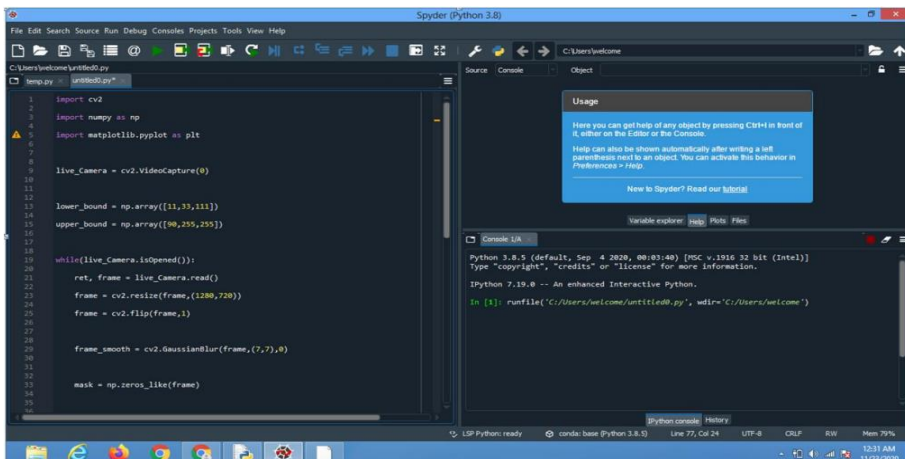 Spyder (Python 3.8)
File Edit Search Source Run Debug Consoles Projects Tools View Help
C:\Users\welcome
C:\Users\welcome\untitled0.py
temp.py
untitled0.py*
1 import cv2
2
3 import numpy as np
4
5 import matplotlib.pyplot as plt
6
7
8
9 live_Camera = cv2.VideoCapture(0)
10
11
12
13 lower_bound = np.array([11,33,111])
14
15 upper_bound = np.array([90,255,255])
16
17
18
19 while(live_Camera.isOpened()):
20
21 ret, frame = live_Camera.read()
22
23 frame = cv2.resize(frame,(1280,720))
24
25 frame = cv2.flip(frame,1)
26
27
28
29 frame_smooth = cv2.GaussianBlur(frame,(7,7),0)
30
31
32
33 mask = np.zeros_like(frame)
34
35
36
Source Console Object
Usage
Here you can get help of any object by pressing Ctrl+I in front of
it, either on the Editor or the Console.
Help can also be shown automatically after writing a left
parenthesis next to an object. You can activate this behavior in
Preferences > Help.
New to Spyder? Read our tutorial
Variable explorer Help Plots Files
Console 1/A
Python 3.8.5 (default, Sep 4 2020, 00:03:40) [MSC v.1916 32 bit (Intel)]
Type "copyright", "credits" or "license" for more information.
IPython 7.19.0 -- An enhanced Interactive Python.
In [1]: runfile('C:/Users/welcome/untitled0.py', wdir='C:/Users/welcome')
IPython console History
LSP Python: ready conda: base (Python 3.8.5) Line 77, Col 24 UTF-8 CRLF RW Mem 79%
12:31 AM
11/23/2020